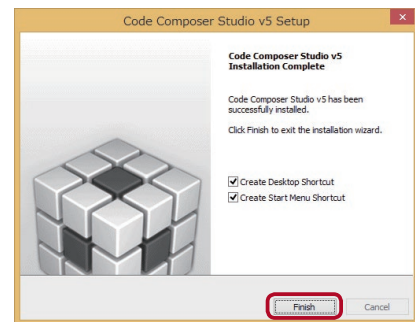 Code Composer Studio v5 Setup
×
Code Composer Studio v5
Installation Complete
Code Composer Studio v5 has been
successfully installed.
Click Finish to exit the installation wizard.
Create Desktop Shortcut
Create Start Menu Shortcut
Finish
Cancel